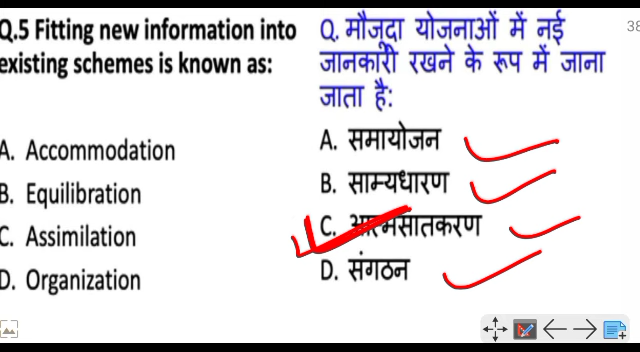 Q.5 Fitting new information into
existing schemes is known as:
A. Accommodation
B. Equilibration
C. Assimilation
D. Organization
Q. मौजूदा योजनाओं में नई
जानकारी रखने के रूप में जाना
जाता है:
A. समायोजन
B. साम्यधारण
C. आत्मसातकरण
D. संगठन
38